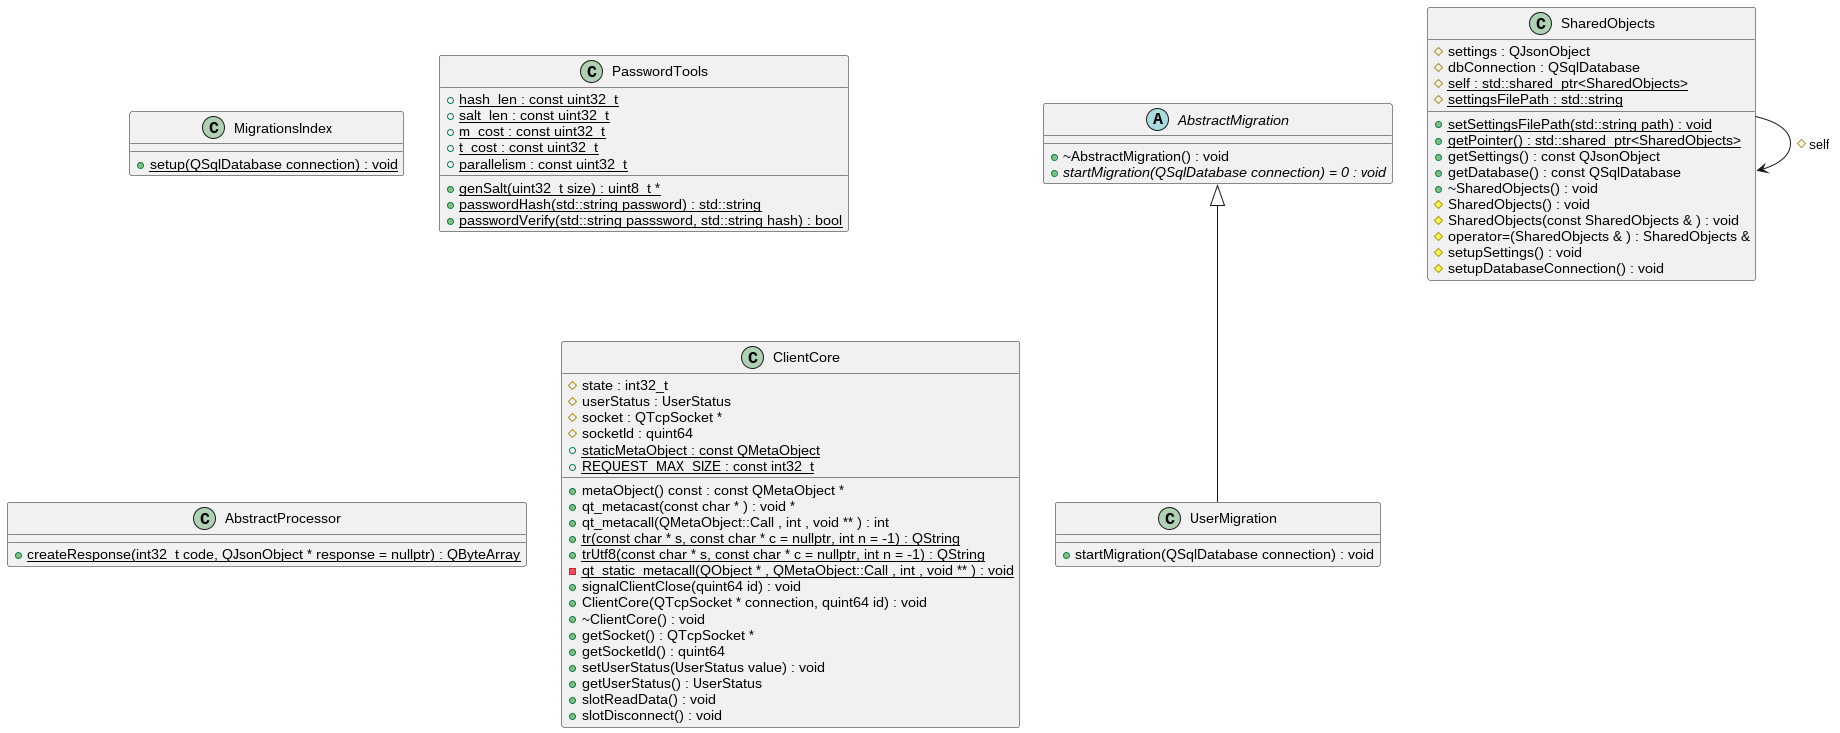 C MigrationsIndex
setup(QSqlDatabase connection) : void
C PasswordTools
hash_len : const uint32_t
salt_len : const uint32_t
m_cost : const uint32_t
t_cost : const uint32_t
parallelism : const uint32_t
genSalt(uint32_t size) : uint8_t *
passwordHash(std::string password) : std::string
passwordVerify(std::string passsword, std::string hash) : bool
A AbstractMigration
~AbstractMigration() : void
startMigration(QSqlDatabase connection) = 0 : void
C SharedObjects
settings : QJsonObject
dbConnection : QSqlDatabase
self : std::shared_ptr<SharedObjects>
settingsFilePath : std::string
setSettingsFilePath(std::string path) : void
getPointer() : std::shared_ptr<SharedObjects>
getSettings() : const QJsonObject
getDatabase() : const QSqlDatabase
~SharedObjects() : void
SharedObjects() : void
SharedObjects(const SharedObjects & ) : void
operator=(SharedObjects & ) : SharedObjects &
setupSettings() : void
setupDatabaseConnection() : void
self
C AbstractProcessor
createResponse(int32_t code, QJsonObject * response = nullptr) : QByteArray
C ClientCore
state : int32_t
userStatus : UserStatus
socket : QTcpSocket *
socketId : quint64
staticMetaObject : const QMetaObject
REQUEST_MAX_SIZE : const int32_t
metaObject() const : const QMetaObject *
qt_metacast(const char * ) : void *
qt_metacall(QMetaObject::Call , int , void ** ) : int
tr(const char * s, const char * c = nullptr, int n = -1) : QString
trUtf8(const char * s, const char * c = nullptr, int n = -1) : QString
qt_static_metacall(QObject * , QMetaObject::Call , int , void ** ) : void
signalClientClose(quint64 id) : void
ClientCore(QTcpSocket * connection, quint64 id) : void
~ClientCore() : void
getSocket() : QTcpSocket *
getSocketId() : quint64
setUserStatus(UserStatus value) : void
getUserStatus() : UserStatus
slotReadData() : void
slotDisconnect() : void
C UserMigration
startMigration(QSqlDatabase connection) : void